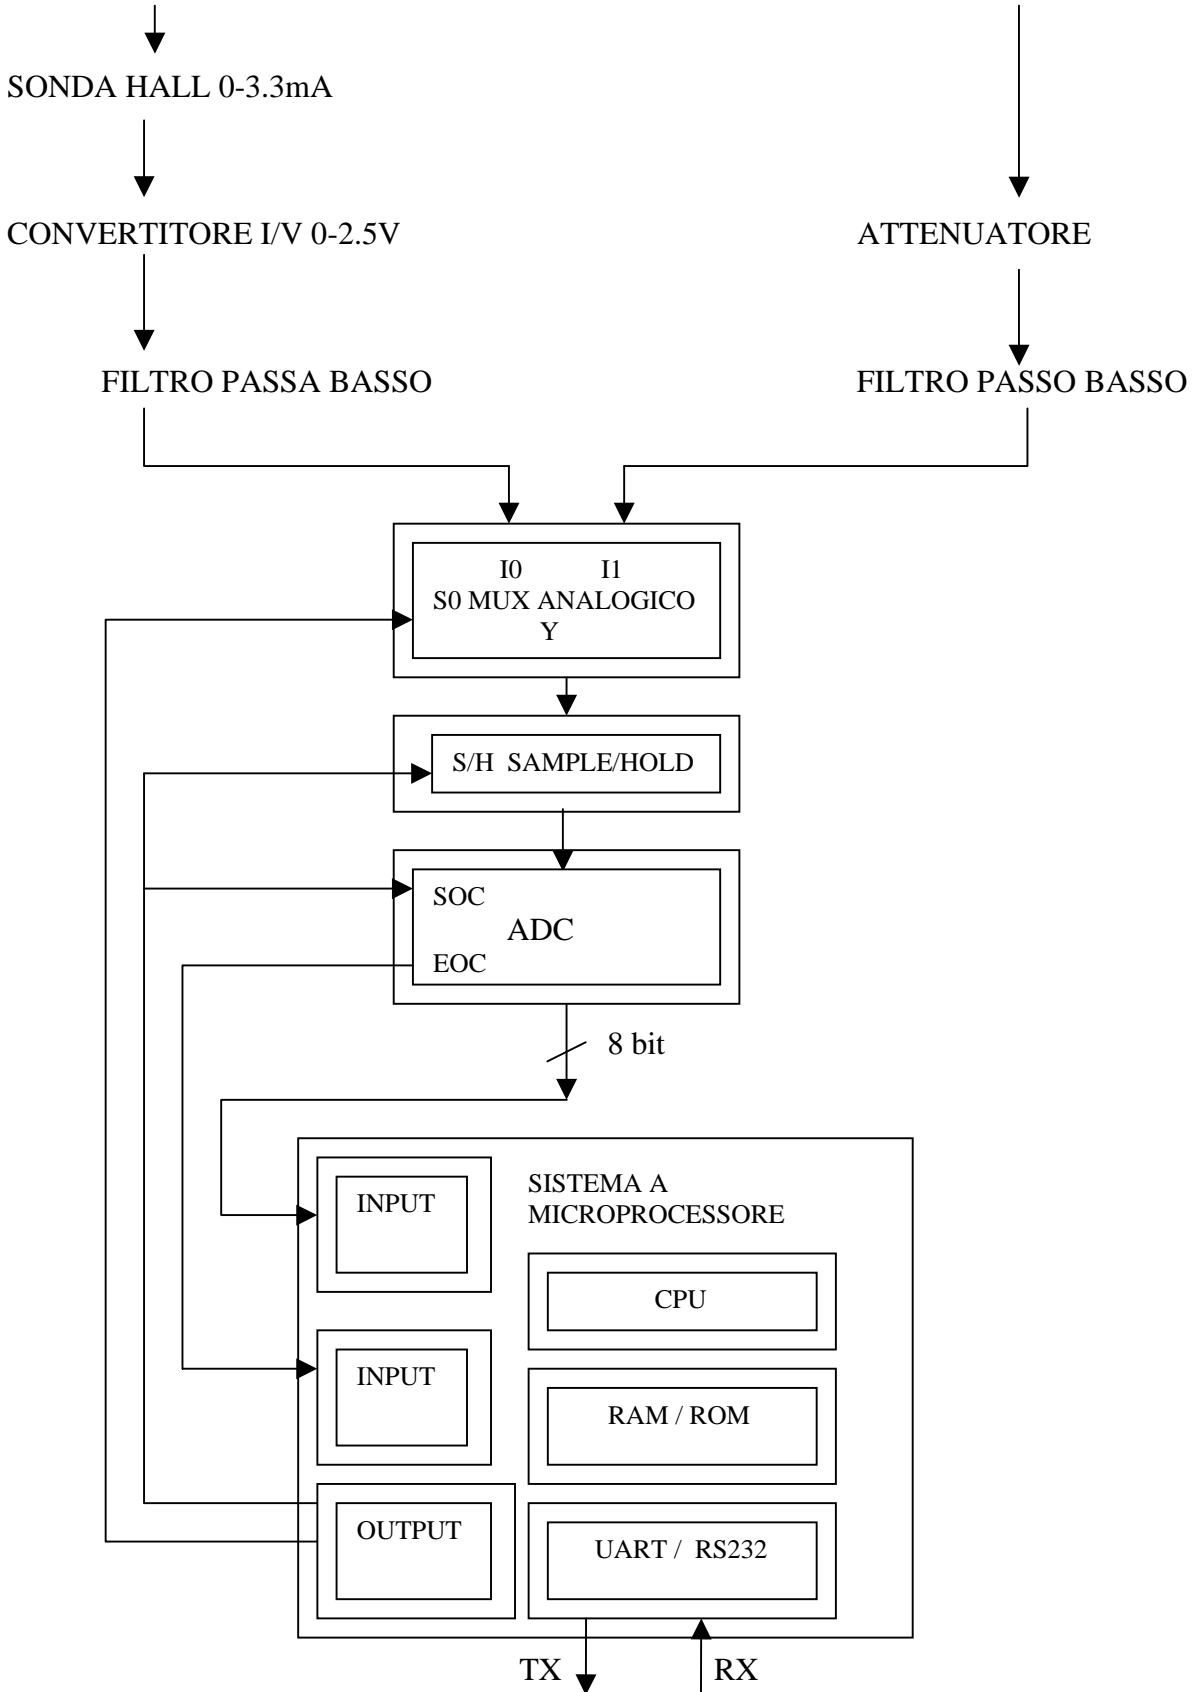 SONDA HALL 0-3.3mA
CONVERTITORE I/V 0-2.5V
ATTENUATORE
FILTRO PASSA BASSO
FILTRO PASSO BASSO
I0 I1
S0 MUX ANALOGICO
Y
S/H SAMPLE/HOLD
SOC
ADC
EOC
8 bit
SISTEMA A
MICROPROCESSORE
INPUT
CPU
INPUT
RAM / ROM
OUTPUT
UART / RS232
TX
RX